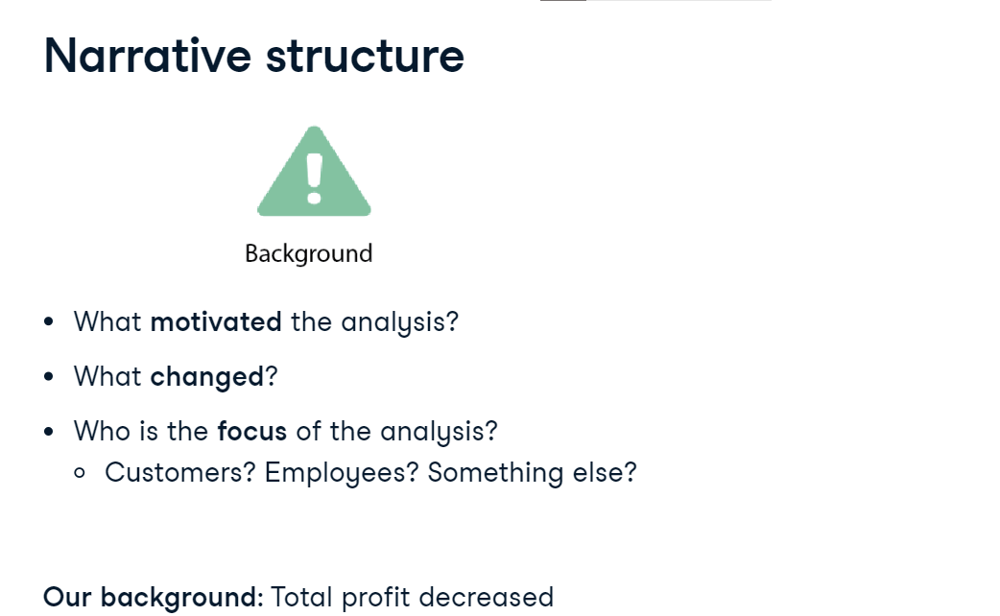 Narrative structure
Background
• What motivated the analysis?
• What changed?
• Who is the focus of the analysis?
○ Customers? Employees? Something else?
Our background: Total profit decreased